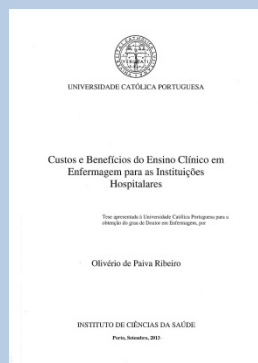 UNIVERSIDADE CATÓLICA PORTUGUESA
Custos e Benefícios do Ensino Clínico em
Enfermagem para as Instituições
Hospitalares
Tese apresentada à Universidade Católica Portuguesa para a
obtenção do grau de Doutor em Enfermagem, por
Olivério de Paiva Ribeiro
INSTITUTO DE CIÊNCIAS DA SAÚDE
Porto, Setembro, 2013